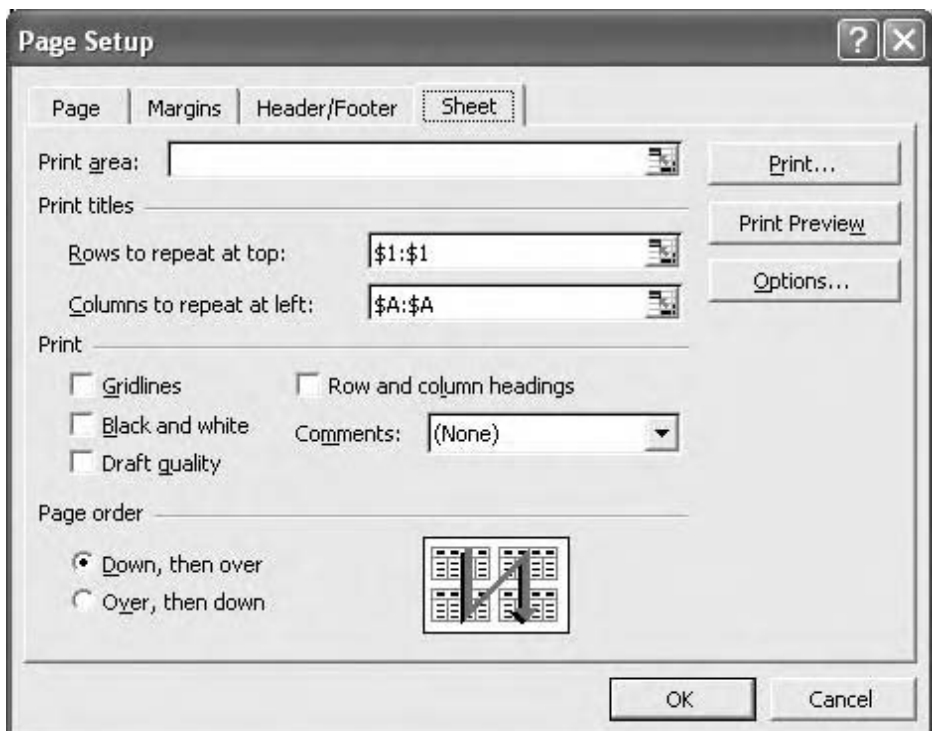 Page Setup
Page Margins Header/Footer Sheet
Print area:
Print...
Print titles
Print Preview
Rows to repeat at top: $1:$1
Options...
Columns to repeat at left: $A:$A
Print
Gridlines Row and column headings
Black and white Comments: (None)
Draft quality
Page order
Down, then over
Over, then down
OK Cancel